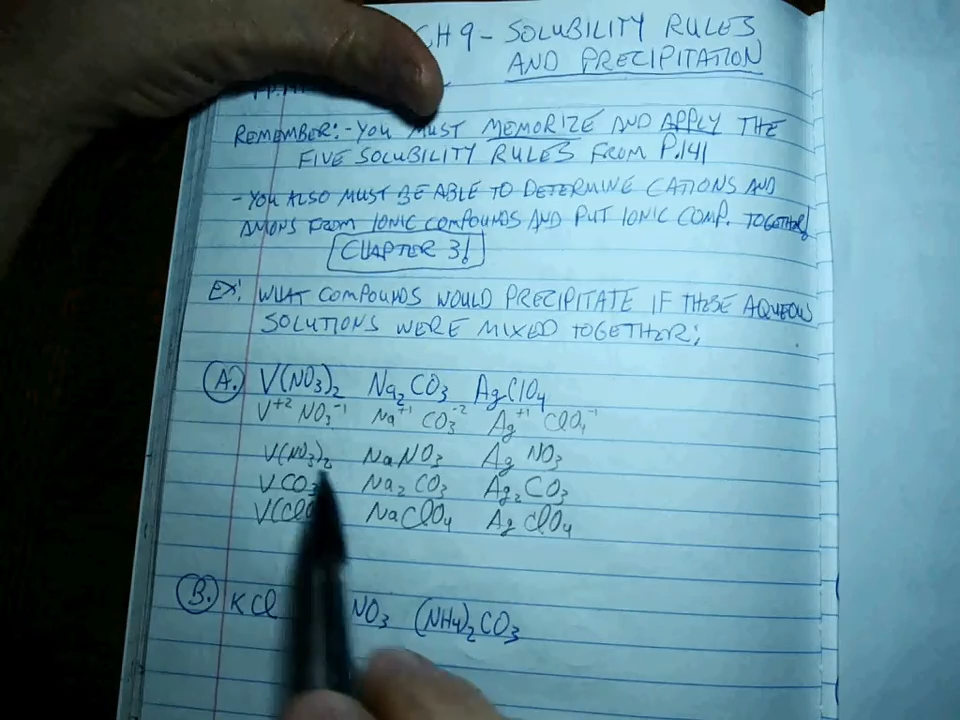 CH 9 - SOLUBILITY RULES
AND PRECIPITATION
REMEMBER: - YOU MUST MEMORIZE AND APPLY THE
FIVE SOLUBILITY RULES FROM P.141
- YOU ALSO MUST BE ABLE TO DETERMINE CATIONS AND
ANIONS FROM IONIC COMPOUNDS AND PUT IONIC COMP. TOGETHER!
CHAPTER 3!
EX: WHAT COMPOUNDS WOULD PRECIPITATE IF THESE AQUEOUS
SOLUTIONS WERE MIXED TOGETHER:
A. V(NO₃)₂ Na₂CO₃ AgClO₄
V⁺² NO₃⁻¹ Na⁺¹ CO₃⁻² Ag⁺¹ ClO₄⁻¹
V(NO₃)₂ NaNO₃ AgNO₃
VCO₃ Na₂CO₃ Ag₂CO₃
V(ClO NaClO₄ AgClO₄
B. KCl NO₃ (NH₄)₂CO₃